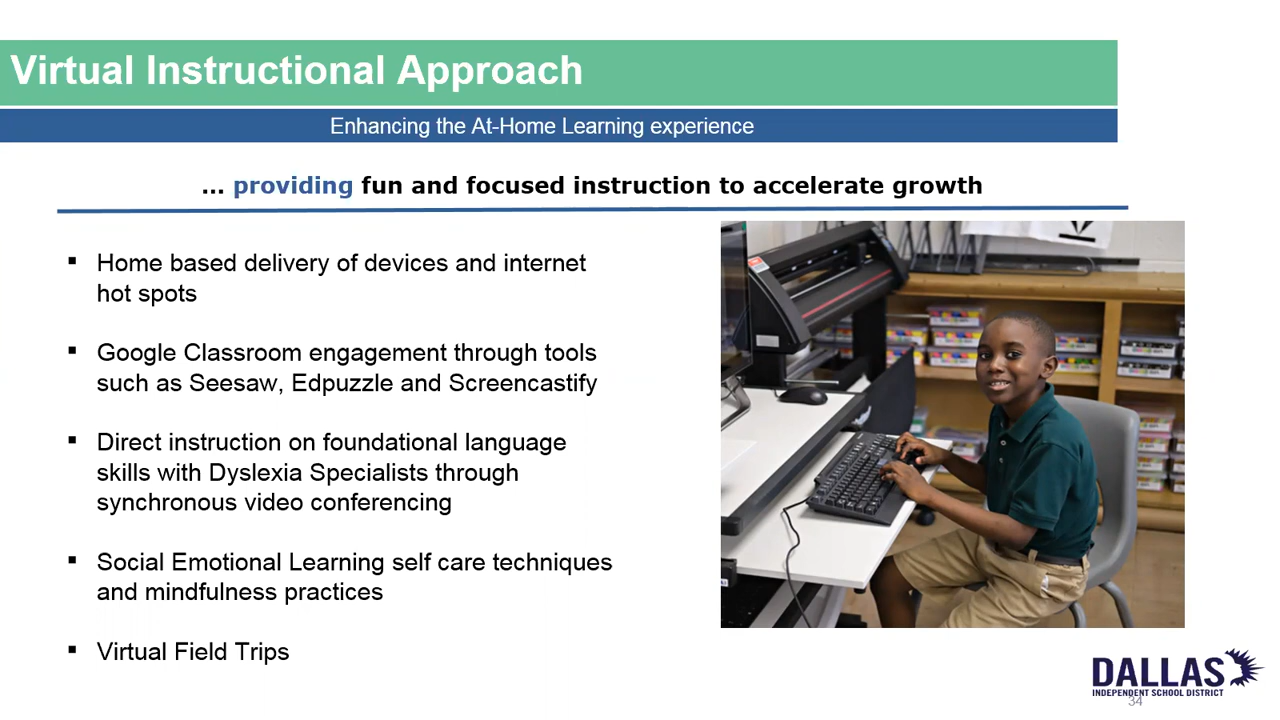 Virtual Instructional Approach
Enhancing the At-Home Learning experience
... providing fun and focused instruction to accelerate growth
▪ Home based delivery of devices and internet
hot spots
▪ Google Classroom engagement through tools
such as Seesaw, Edpuzzle and Screencastify
▪ Direct instruction on foundational language
skills with Dyslexia Specialists through
synchronous video conferencing
▪ Social Emotional Learning self care techniques
and mindfulness practices
▪ Virtual Field Trips
DALLAS
INDEPENDENT SCHOOL DISTRICT
34